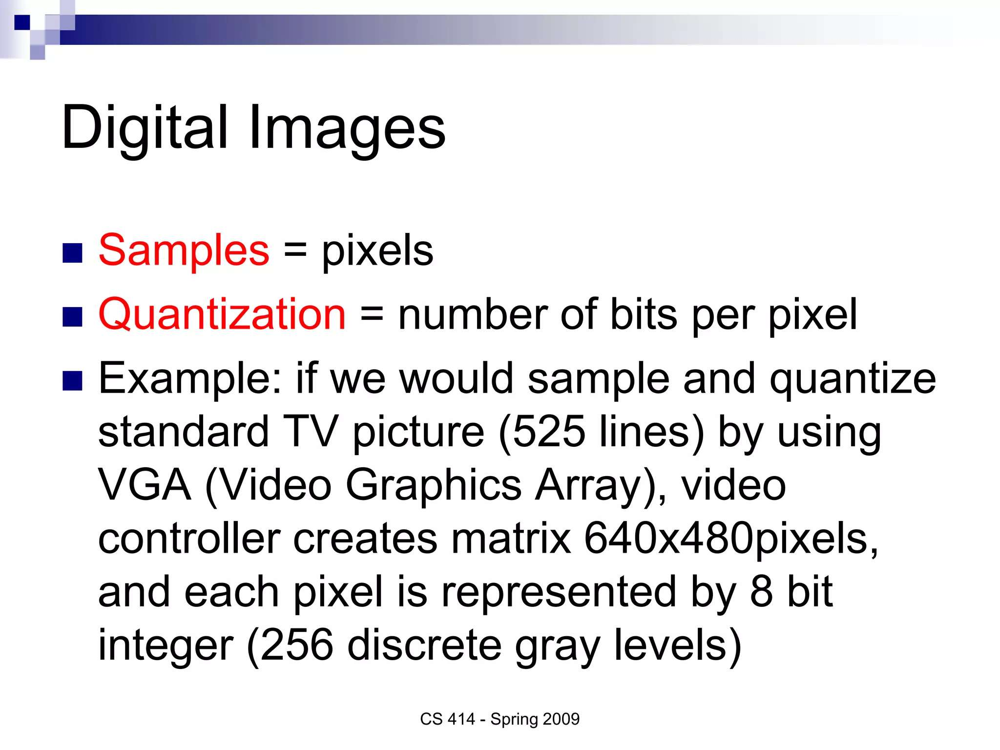 Digital Images
Samples = pixels
Quantization = number of bits per pixel
Example: if we would sample and quantize
standard TV picture (525 lines) by using
VGA (Video Graphics Array), video
controller creates matrix 640x480pixels,
and each pixel is represented by 8 bit
integer (256 discrete gray levels)
CS 414 - Spring 2009